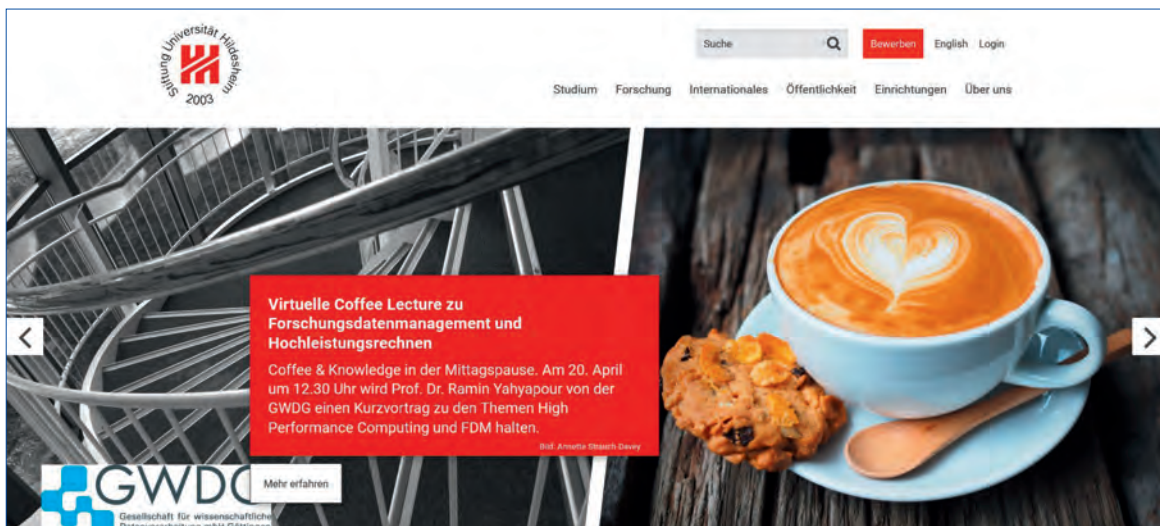 Stiftung Universität Hildesheim
2003
Suche
Bewerben
English
Login
Studium
Forschung
Internationales
Öffentlichkeit
Einrichtungen
Über uns
Virtuelle Coffee Lecture zu
Forschungsdatenmanagement und
Hochleistungsrechnen
Coffee & Knowledge in der Mittagspause. Am 20. April
um 12.30 Uhr wird Prof. Dr. Ramin Yahyapour von der
GWDG einen Kurzvortrag zu den Themen High
Performance Computing und FDM halten.
Bild: Annette Strauch-Davey
Mehr erfahren
GWDG
Gesellschaft für wissenschaftliche
Datenverarbeitung mbH Göttingen